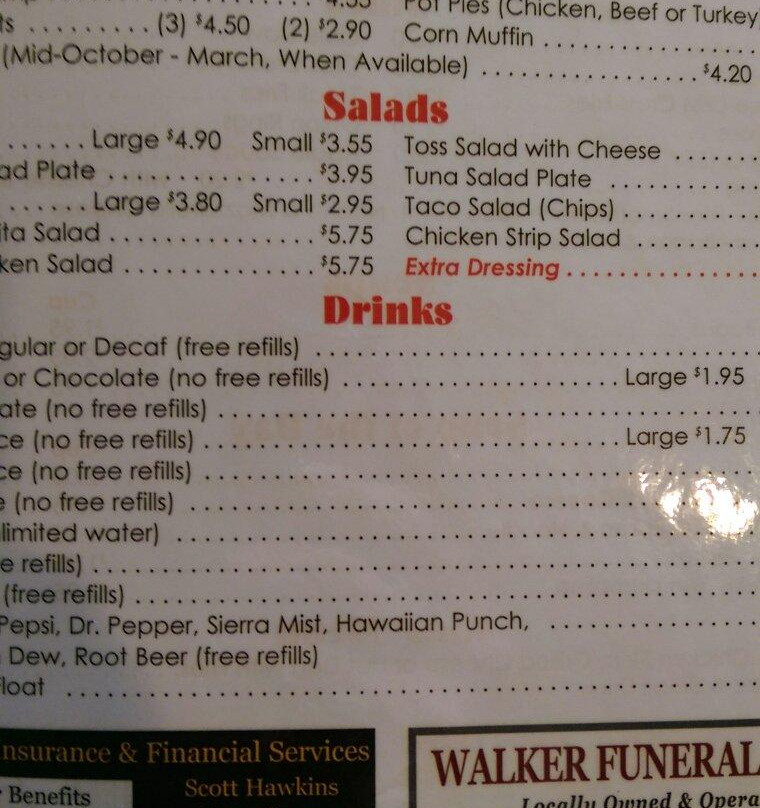 4.55 Pot Pies (Chicken, Beef or Turkey)
ts ......... (3) $4.50 (2) $2.90 Corn Muffin ...............
(Mid-October - March, When Available) ................... $4.20
Salads
....... Large $4.90 Small $3.55 Toss Salad with Cheese .......
ad Plate ................. $3.95 Tuna Salad Plate ............
....... Large $3.80 Small $2.95 Taco Salad (Chips) ............
ita Salad ................. $5.75 Chicken Strip Salad ..........
ken Salad ............... $5.75 Extra Dressing ..................
Drinks
gular or Decaf (free refills) ..........................................
or Chocolate (no free refills) .......................... Large $1.95
ate (no free refills) ..................................................
ce (no free refills) ....................................... Large $1.75
ce (no free refills) ...................................................
e (no free refills) .....................................................
limited water) .......................................................
e refills) ................................................................
(free refills) ...........................................................
Pepsi, Dr. Pepper, Sierra Mist, Hawaiian Punch, .....................
Dew, Root Beer (free refills)
Float ...................................................................
nsurance & Financial Services
Scott Hawkins
Benefits
WALKER FUNERAL
Locally Owned & Opera